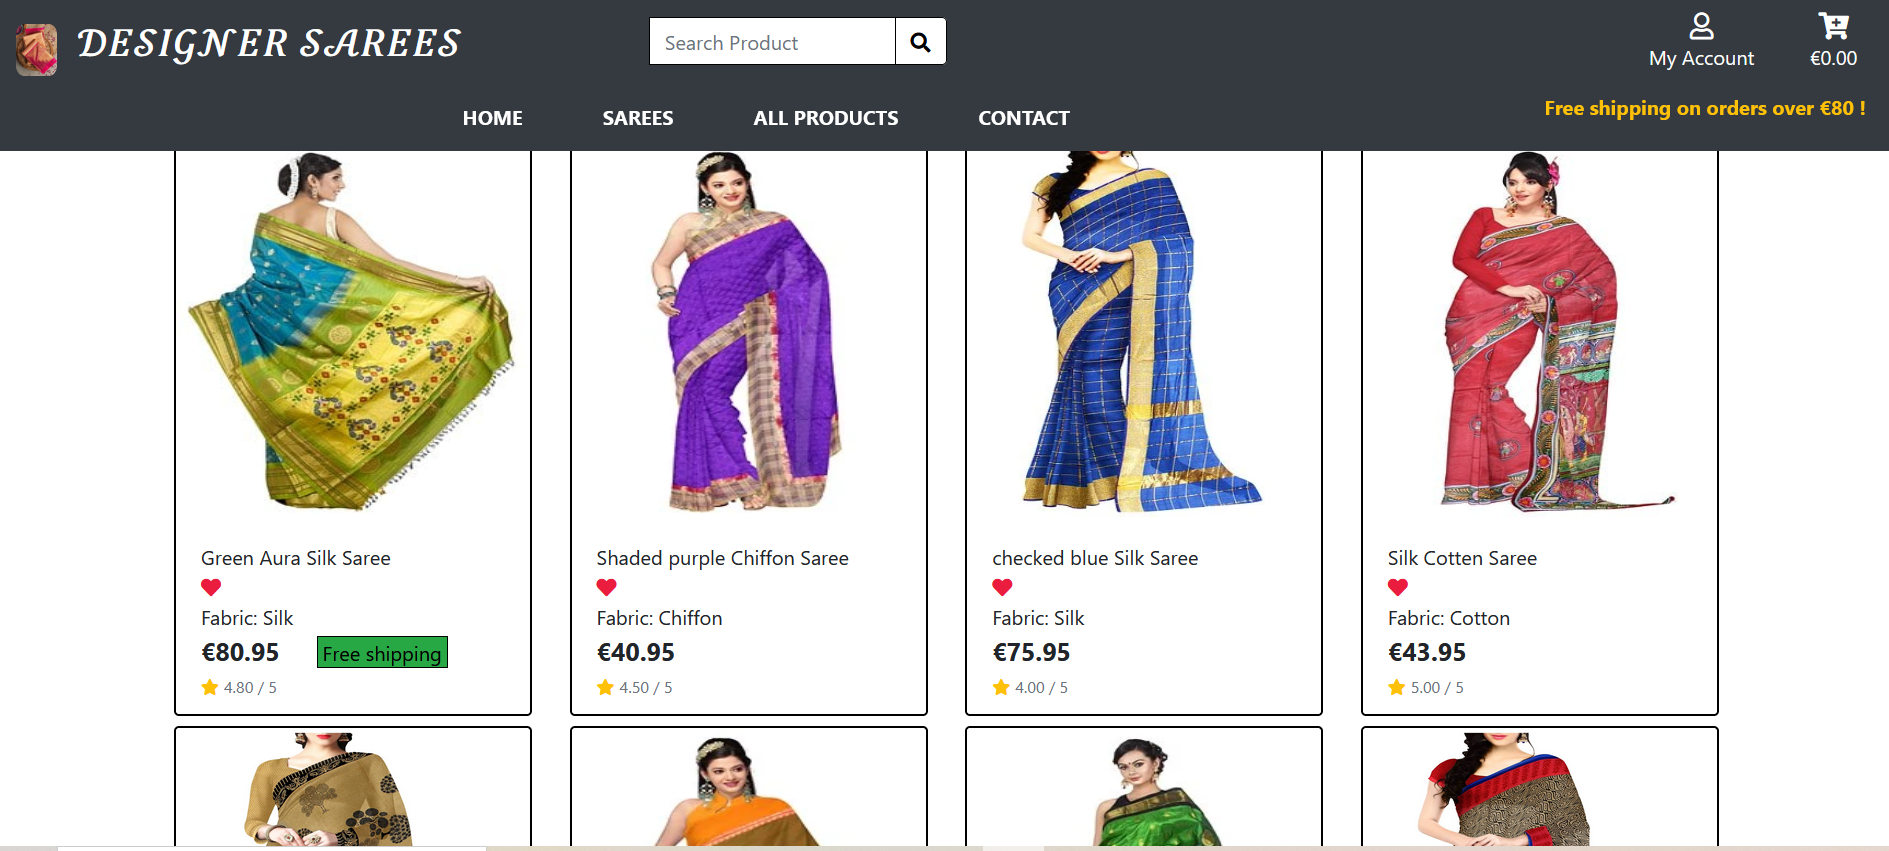 DESIGNER SAREES
Search Product
My Account
€0.00
HOME
SAREES
ALL PRODUCTS
CONTACT
Free shipping on orders over €80 !
Green Aura Silk Saree
Fabric: Silk
€80.95
Free shipping
4.80 / 5
Shaded purple Chiffon Saree
Fabric: Chiffon
€40.95
4.50 / 5
checked blue Silk Saree
Fabric: Silk
€75.95
4.00 / 5
Silk Cotten Saree
Fabric: Cotton
€43.95
5.00 / 5